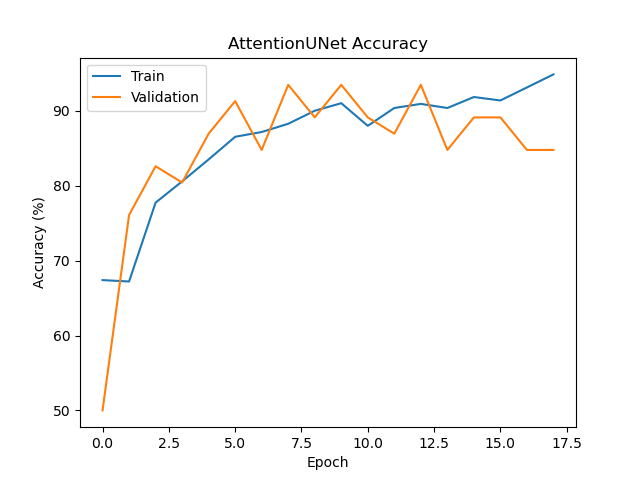 AttentionUNet Accuracy
Train
Validation
Accuracy (%)
90
80
70
60
50
0.0 2.5 5.0 7.5 10.0 12.5 15.0 17.5
Epoch